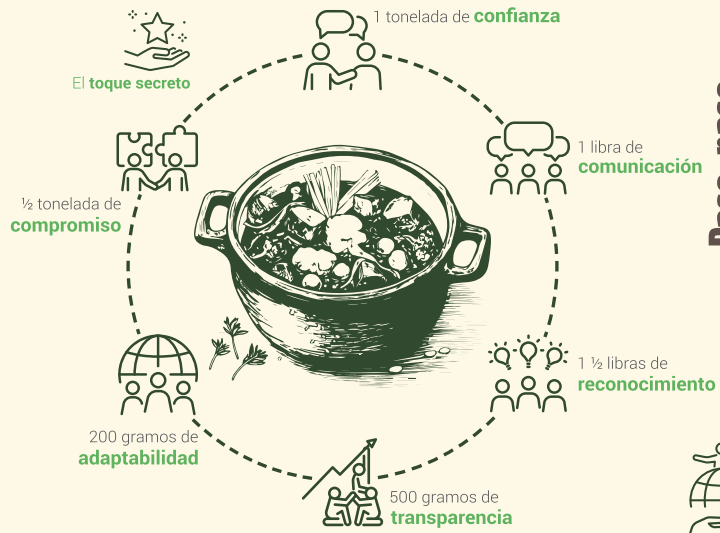 1 tonelada de confianza
1 libra de
comunicación
1 ½ libras de
reconocimiento
500 gramos de
transparencia
200 gramos de
adaptabilidad
½ tonelada de
compromiso
El toque secreto